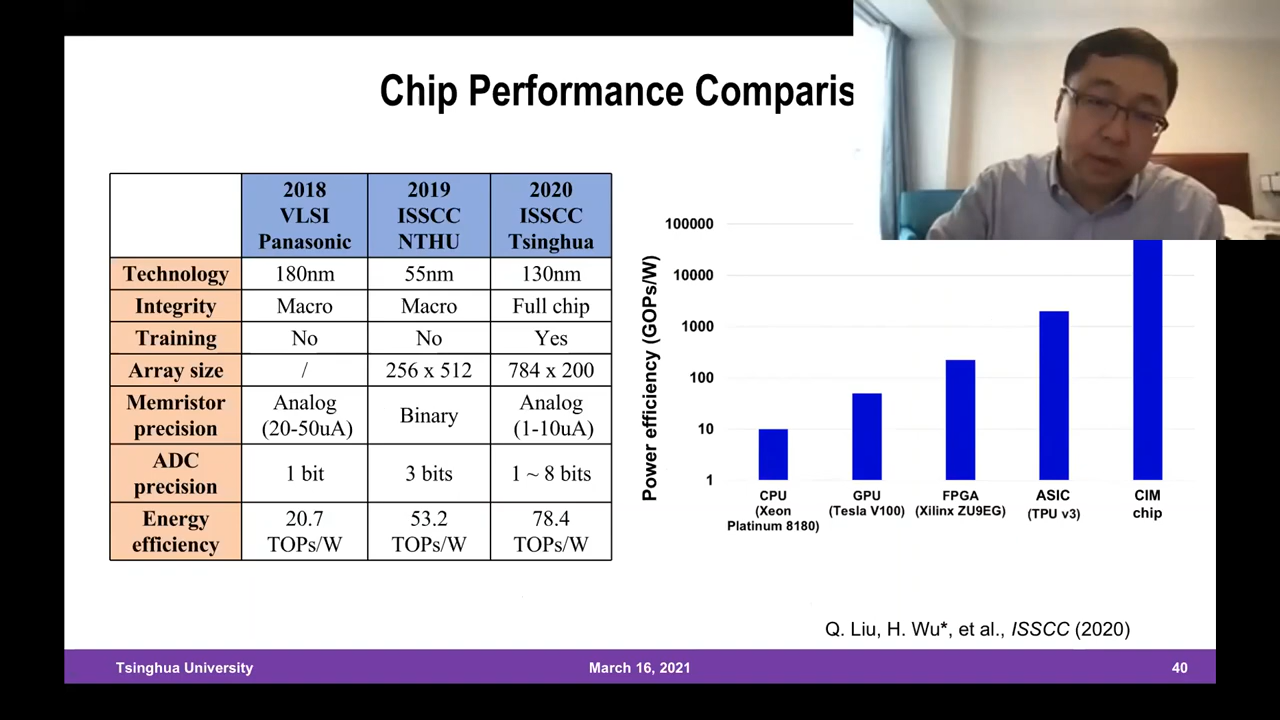 Chip Performance Comparis
2018
VLSI
Panasonic
2019
ISSCC
NTHU
2020
ISSCC
Tsinghua
Technology 180nm 55nm 130nm
Integrity Macro Macro Full chip
Training No No Yes
Array size / 256 x 512 784 x 200
Memristor
precision
Analog
(20-50uA)
Binary
Analog
(1-10uA)
ADC
precision
1 bit 3 bits 1 ~ 8 bits
Energy
efficiency
20.7
TOPs/W
53.2
TOPs/W
78.4
TOPs/W
Power efficiency (GOPs/W)
100000
10000
1000
100
10
1
CPU
(Xeon
Platinum 8180)
GPU
(Tesla V100)
FPGA
(Xilinx ZU9EG)
ASIC
(TPU v3)
CIM
chip
Q. Liu, H. Wu*, et al., ISSCC (2020)
Tsinghua University March 16, 2021 40